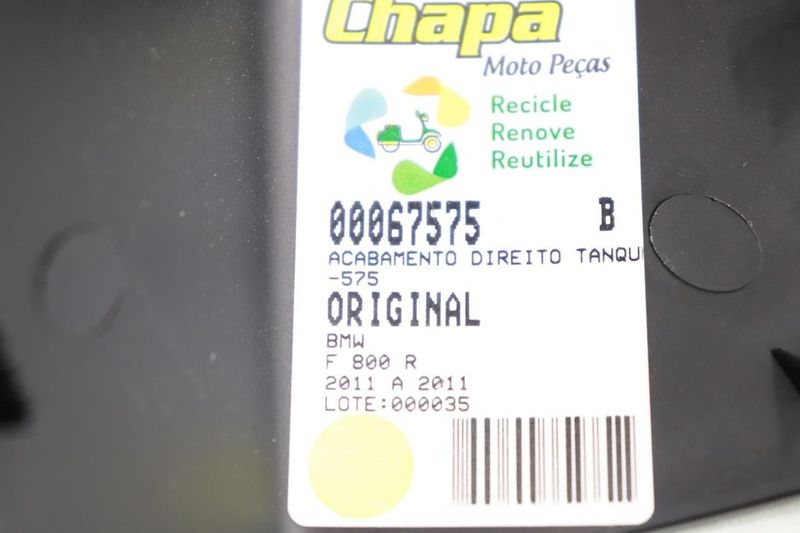 Chapa
Moto Peças
Recicle
Renove
Reutilize
00067575 B
ACABAMENTO DIREITO TANQU
-575
ORIGINAL
BMW
F 800 R
2011 A 2011
LOTE:000035